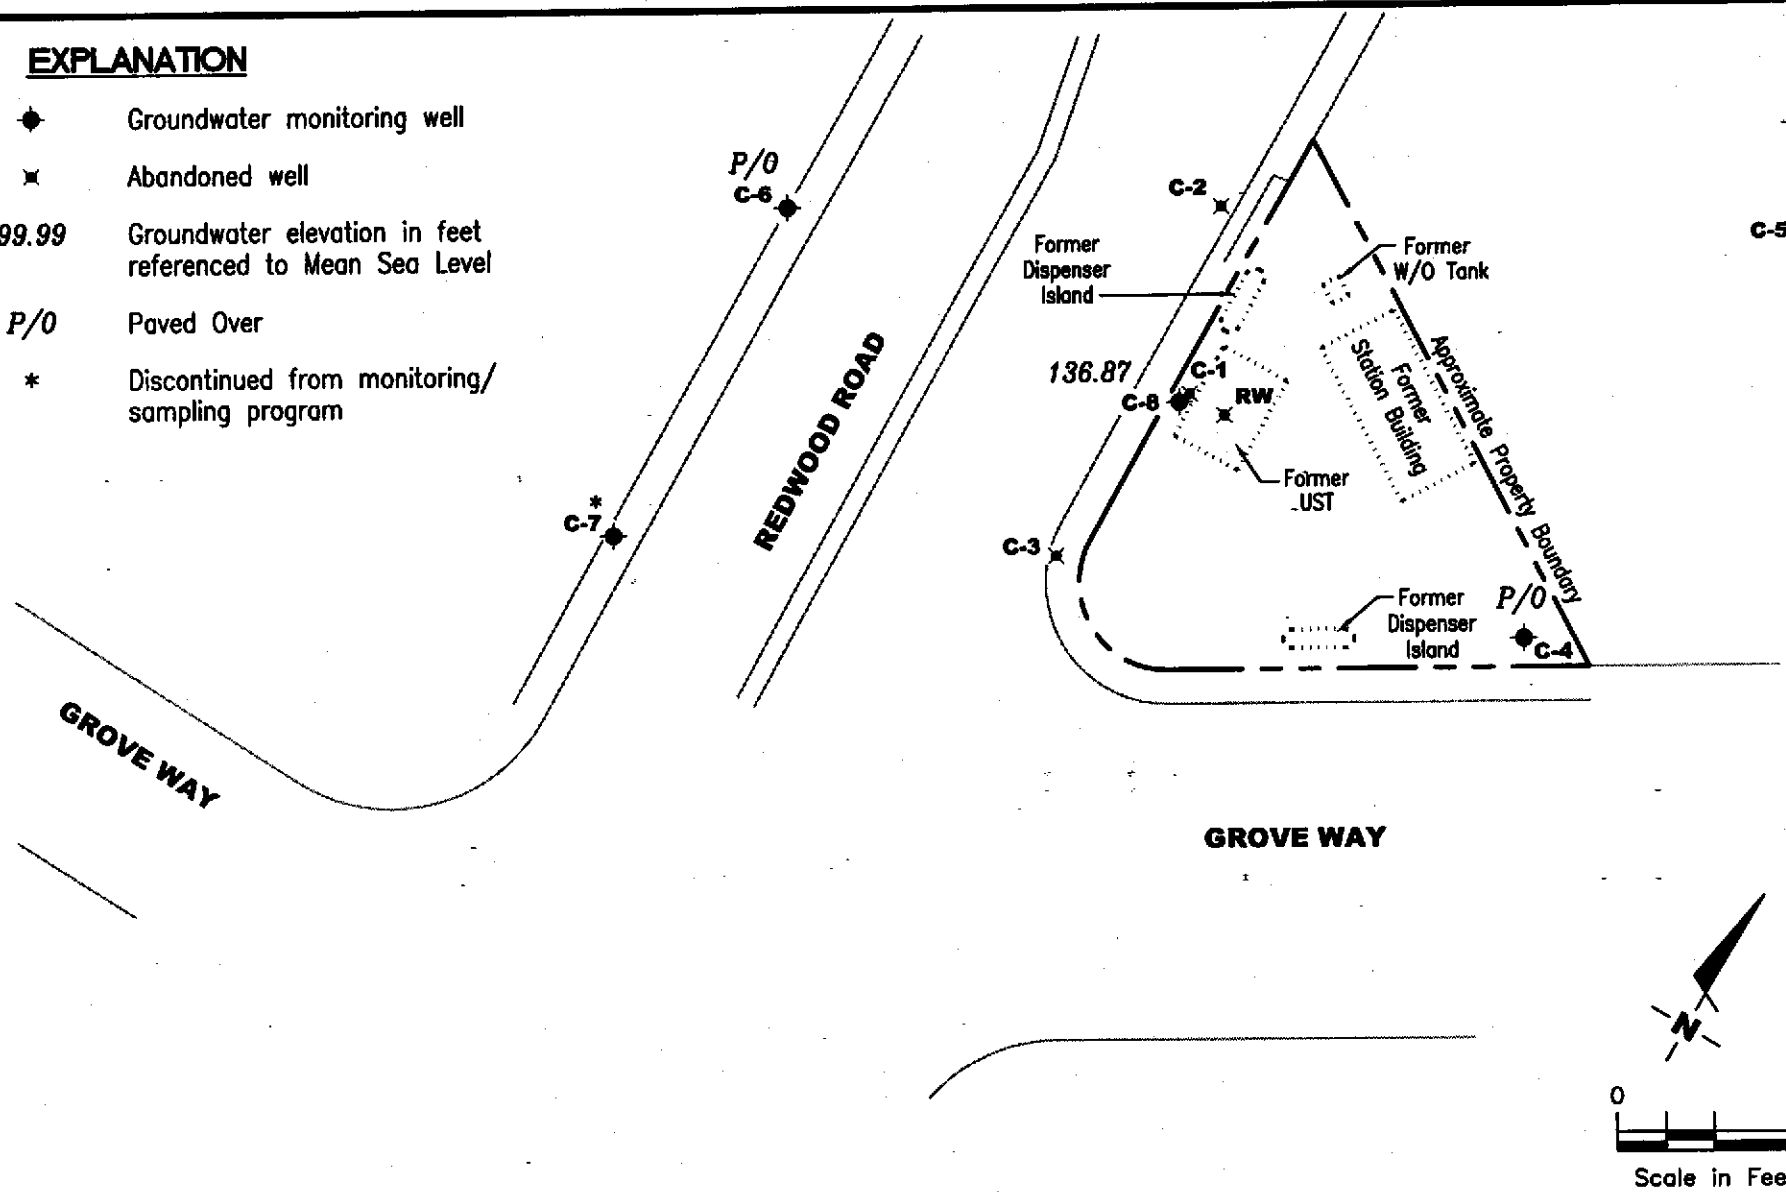 EXPLANATION
Groundwater monitoring well
Abandoned well
99.99 Groundwater elevation in feet
referenced to Mean Sea Level
P/O Paved Over
* Discontinued from monitoring/
sampling program
P/O
C-6
*
C-7
REDWOOD ROAD
GROVE WAY
C-2
Former
Dispenser
Island
Former
W/O Tank
C-5
136.87
C-1
C-8
RW
Former
UST
Former
Station Building
Approximate Property Boundary
C-3
Former
Dispenser
Island
P/O
C-4
GROVE WAY
N
0
Scale in